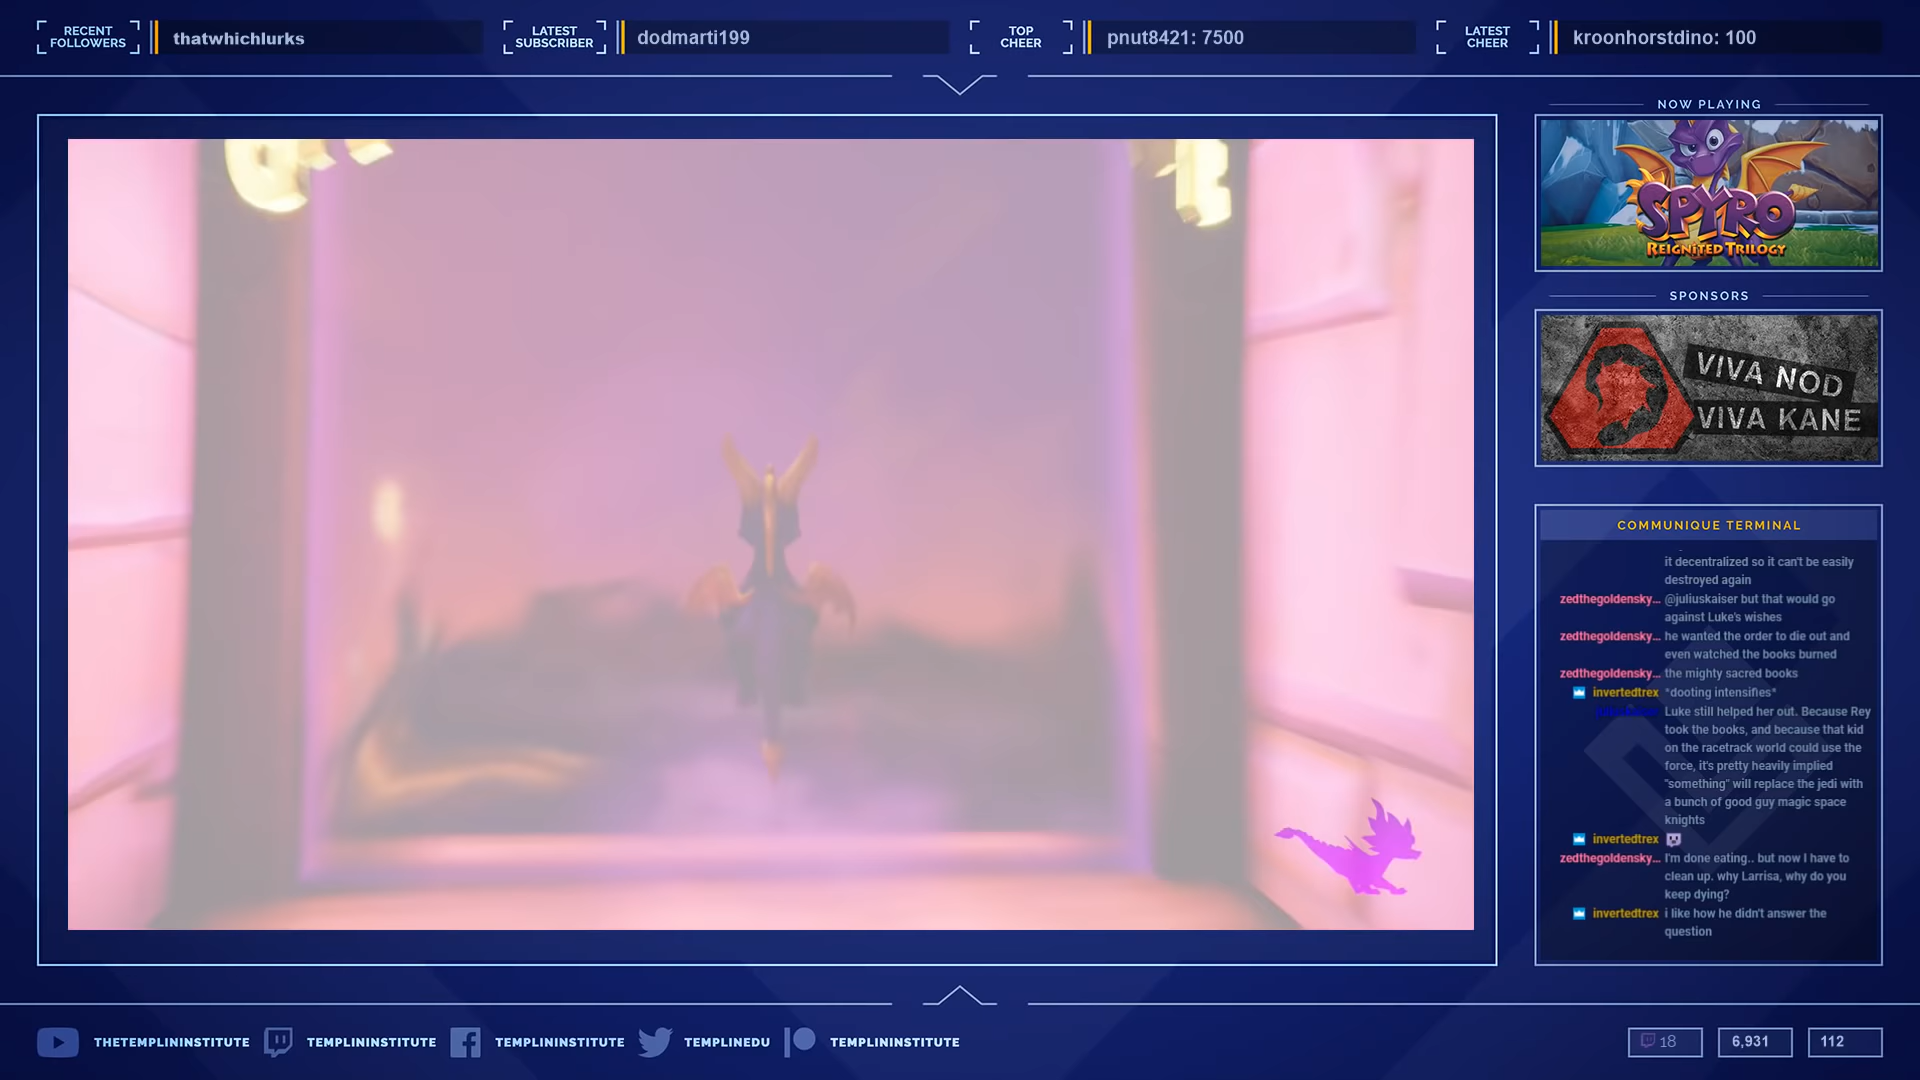 RECENT
FOLLOWERS
thatwhichlurks
LATEST
SUBSCRIBER
dodmarti199
TOP
CHEER
pnut8421: 7500
LATEST
CHEER
kroonhorstdino: 100
NOW PLAYING
SPYRO
REIGNITED TRILOGY
SPONSORS
VIVA NOD
VIVA KANE
COMMUNIQUE TERMINAL
it decentralized so it can't be easily
destroyed again
zedthegoldensky... @juliuskaiser but that would go
against Luke's wishes
zedthegoldensky... he wanted the order to die out and
even watched the books burned
zedthegoldensky... the mighty sacred books
invertedtrex *dooting intensifies*
Luke still helped her out. Because Rey
took the books, and because that kid
on the racetrack world could use the
force, it's pretty heavily implied
"something" will replace the jedi with
a bunch of good guy magic space
knights
invertedtrex
zedthegoldensky... I'm done eating.. but now I have to
clean up. why Larrisa, why do you
keep dying?
invertedtrex i like how he didn't answer the
question
THETEMPLININSTITUTE
TEMPLININSTITUTE
TEMPLININSTITUTE
TEMPLINEDU
TEMPLININSTITUTE
18
6,931
112